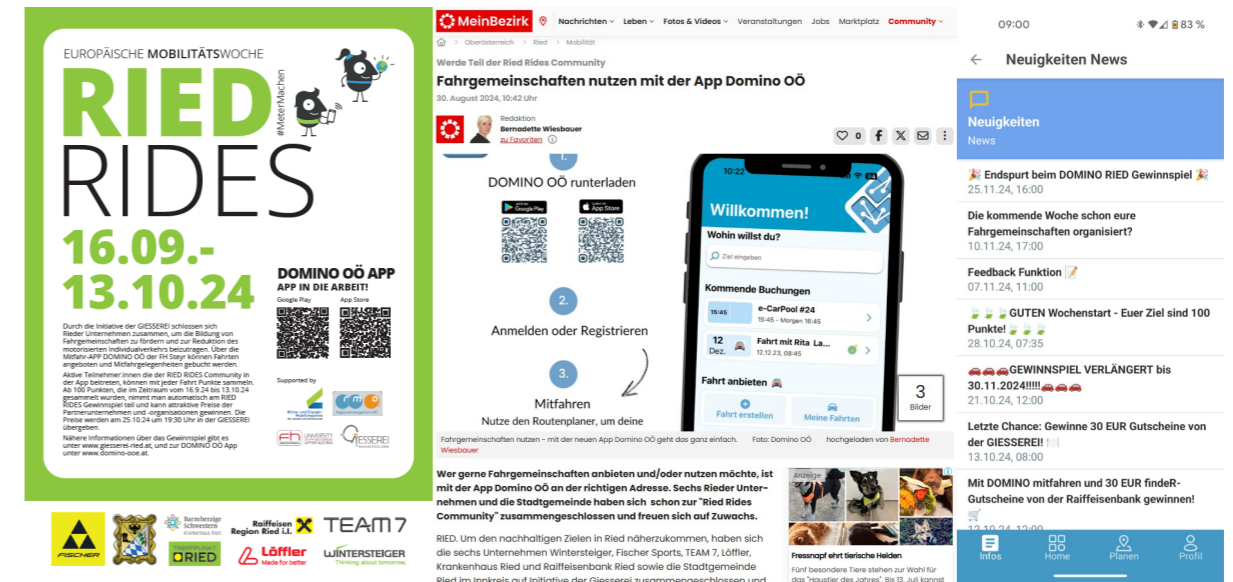 EUROPÄISCHE MOBILITÄTSWOCHE
RIED
RIDES
#MeterMachen
16.09.-
13.10.24
DOMINO OÖ APP
APP IN DIE ARBEIT!
Google Play App Store
Durch die Initiative der GIESSEREI schlossen sich
Rieder Unternehmen zusammen, um die Bildung von
Fahrgemeinschaften zu fördern und zur Reduktion des
motorisierten Individualverkehrs beizutragen. Über die
Mitfahr-APP DOMINO OÖ der FH Steyr können Fahrten
angeboten und Mitfahrgelegenheiten gebucht werden.
Aktive Teilnehmer:innen die der RIED RIDES Community in
der App beitreten, können mit jeder Fahrt Punkte sammeln.
Ab 100 Punkten, die im Zeitraum vom 16.9.24 bis 13.10.24
gesammelt wurden, nimmt man automatisch am RIED
RIDES Gewinnspiel teil und kann attraktive Preise der
Partnerunternehmen und -organisationen gewinnen. Die
Preise werden am 25.10.24 um 19:30 Uhr in der GIESSEREI
übergeben.
Nähere Informationen über das Gewinnspiel gibt es
unter www.giesserei-ried.at, und zur DOMINO OÖ App
unter www.domino-ooe.at.
Supported by
rmo
GIESSEREI
FISCHER
Barmherzige
Schwestern
Krankenhaus Ried
Raiffeisen
Region Ried i.I.
TEAM 7
TREFFPUNKT
RIED
Löffler
Made for better
WINTERSTEIGER
Thinking about tomorrow.
MeinBezirk
Nachrichten Leben Fotos & Videos Veranstaltungen Jobs Marktplatz Community
Oberösterreich > Ried > Mobilität
Werde Teil der Ried Rides Community
Fahrgemeinschaften nutzen mit der App Domino OÖ
30. August 2024, 10:42 Uhr
Redaktion
Bernadette Wiesbauer
zu Favoriten
0
1.
DOMINO OÖ runterladen
Google Play
App Store
2.
Anmelden oder Registrieren
3.
Mitfahren
Nutze den Routenplaner, um deine
10:22
Willkommen!
Wohin willst du?
Ziel eingeben
Kommende Buchungen
15:45
e-CarPool #24
15:45 - Morgen 16:45
12
Dez.
Fahrt mit Rita La...
12.12.23, 08:45
Fahrt anbieten
Fahrt erstellen
Meine Fahrten
3
Bilder
Fahrgemeinschaften nutzen - mit der neuen App Domino OÖ geht das ganz einfach. Foto: Domino OÖ hochgeladen von Bernadette
Wiesbauer
Wer gerne Fahrgemeinschaften anbieten und/oder nutzen möchte, ist
mit der App Domino OÖ an der richtigen Adresse. Sechs Rieder Unter-
nehmen und die Stadtgemeinde haben sich schon zur "Ried Rides
Community" zusammengeschlossen und freuen sich auf Zuwachs.
RIED. Um den nachhaltigen Zielen in Ried näherzukommen, haben sich
die sechs Unternehmen Wintersteiger, Fischer Sports, TEAM 7, Löffler,
Krankenhaus Ried und Raiffeisenbank Ried sowie die Stadtgemeinde
Ried im Innkreis auf Initiative der Giesserei zusammengeschlossen und
Anzeige
Fressnapf ehrt tierische Helden
Fünf besondere Tiere stehen zur Wahl für
das "Haustier des Jahres". Bis 13. Juli kannst
09:00
83 %
Neuigkeiten News
Neuigkeiten
News
🎉 Endspurt beim DOMINO RIED Gewinnspiel 🎉
25.11.24, 16:00
Die kommende Woche schon eure
Fahrgemeinschaften organisiert?
10.11.24, 17:00
Feedback Funktion 📝
07.11.24, 11:00
🍃🍃🍃GUTEN Wochenstart - Euer Ziel sind 100
Punkte!🍃🍃🍃
28.10.24, 07:35
🚗🚗🚗GEWINNSPIEL VERLÄNGERT bis
30.11.2024!!!!!🚗🚗🚗
21.10.24, 12:00
Letzte Chance: Gewinne 30 EUR Gutscheine von
der GIESSEREI! 🍽
13.10.24, 08:00
Mit DOMINO mitfahren und 30 EUR findeR-
Gutscheine von der Raiffeisenbank gewinnen!
🛒
12.10.24, 12:00
Infos
Home
Planen
Profil